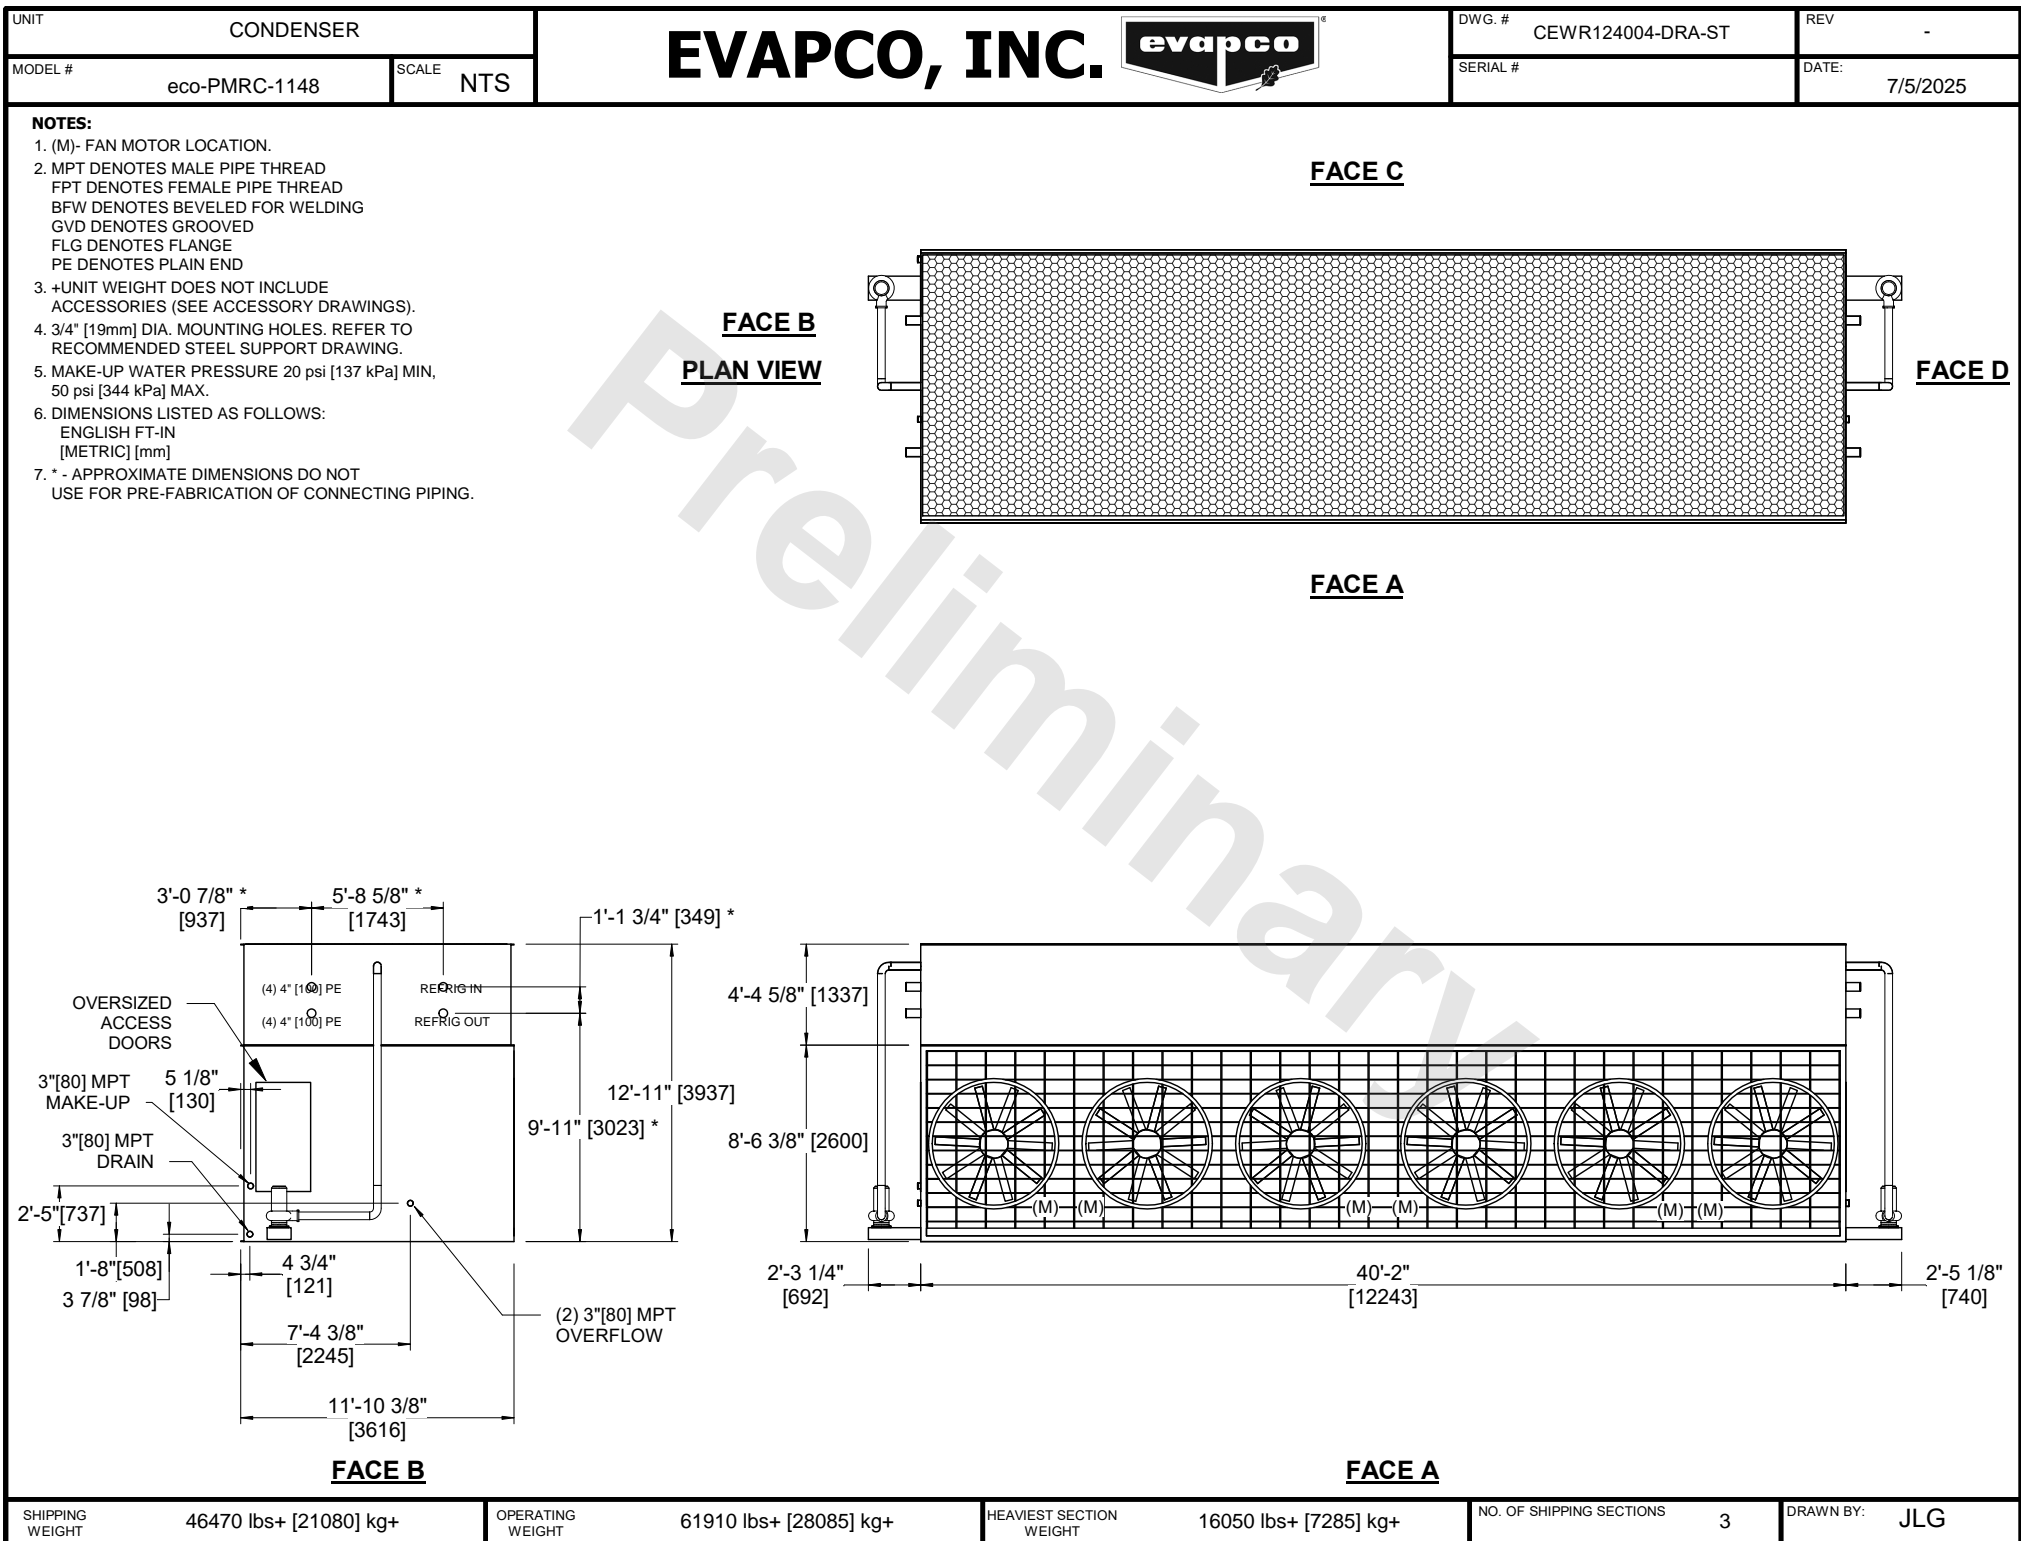 UNIT
CONDENSER
MODEL #
eco-PMRC-1148
SCALE
NTS
EVAPCO, INC.
evapco
®
DWG. #
CEWR124004-DRA-ST
REV
-
SERIAL #
DATE:
7/5/2025
NOTES:
1. (M)- FAN MOTOR LOCATION.
2. MPT DENOTES MALE PIPE THREAD
FPT DENOTES FEMALE PIPE THREAD
BFW DENOTES BEVELED FOR WELDING
GVD DENOTES GROOVED
FLG DENOTES FLANGE
PE DENOTES PLAIN END
3. +UNIT WEIGHT DOES NOT INCLUDE
ACCESSORIES (SEE ACCESSORY DRAWINGS).
4. 3/4" [19mm] DIA. MOUNTING HOLES. REFER TO
RECOMMENDED STEEL SUPPORT DRAWING.
5. MAKE-UP WATER PRESSURE 20 psi [137 kPa] MIN,
50 psi [344 kPa] MAX.
6. DIMENSIONS LISTED AS FOLLOWS:
ENGLISH FT-IN
[METRIC] [mm]
7. * - APPROXIMATE DIMENSIONS DO NOT
USE FOR PRE-FABRICATION OF CONNECTING PIPING.
FACE C
FACE B
PLAN VIEW
FACE D
FACE A
Preliminary
3'-0 7/8" *
[937]
5'-8 5/8" *
[1743]
1'-1 3/4" [349] *
(4) 4" [100] PE
REFRIG IN
(4) 4" [100] PE
REFRIG OUT
OVERSIZED
ACCESS
DOORS
3"[80] MPT
MAKE-UP
5 1/8"
[130]
3"[80] MPT
DRAIN
12'-11" [3937]
9'-11" [3023] *
2'-5"[737]
1'-8"[508]
3 7/8" [98]
4 3/4"
[121]
7'-4 3/8"
[2245]
(2) 3"[80] MPT
OVERFLOW
11'-10 3/8"
[3616]
FACE B
4'-4 5/8" [1337]
8'-6 3/8" [2600]
(M) (M) (M) (M) (M) (M)
2'-3 1/4"
[692]
40'-2"
[12243]
2'-5 1/8"
[740]
FACE A
SHIPPING
WEIGHT
46470 lbs+ [21080] kg+
OPERATING
WEIGHT
61910 lbs+ [28085] kg+
HEAVIEST SECTION
WEIGHT
16050 lbs+ [7285] kg+
NO. OF SHIPPING SECTIONS
3
DRAWN BY:
JLG